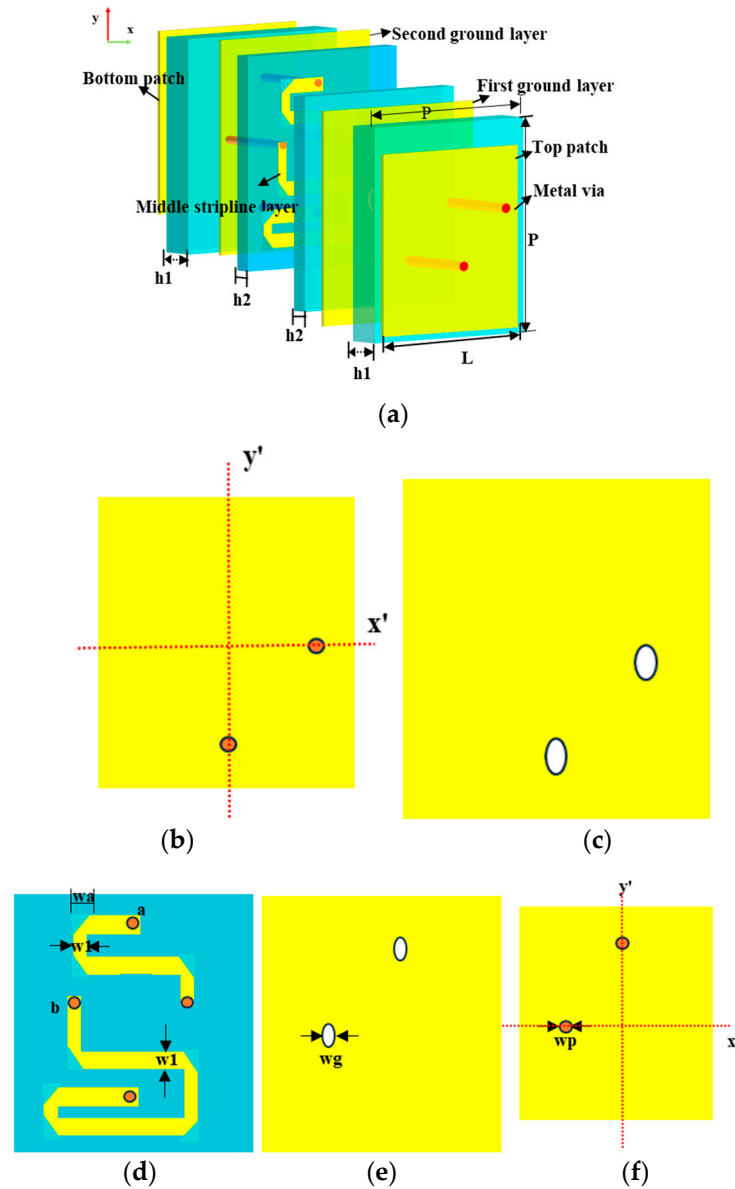 y
x
Second ground layer
Bottom patch
First ground layer
P
Top patch
Metal via
Middle stripline layer
P
h1
h2
h2
h1
L
(a)
y'
x'
(b)
(c)
wa
a
w1
b
w1
(d)
wg
(e)
y'
x
wp
(f)